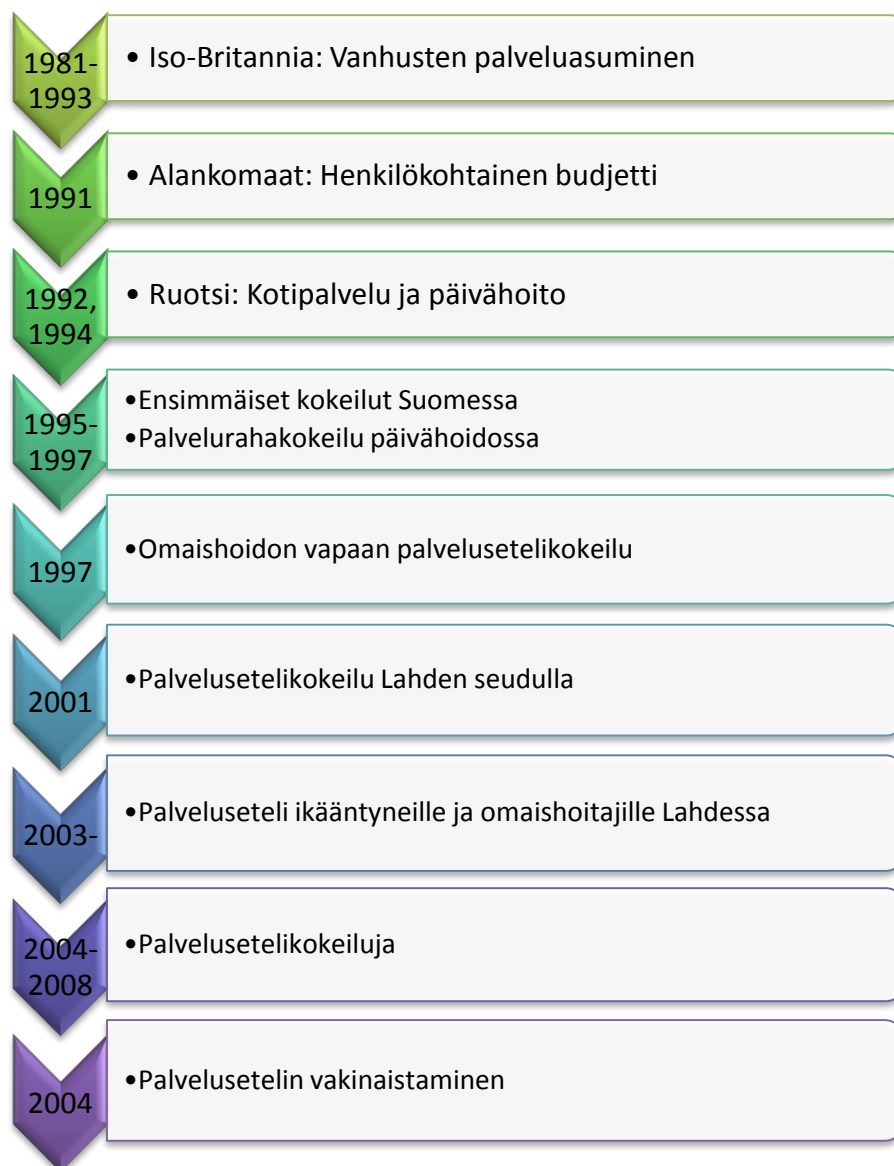 1981-
1993
• Iso-Britannia: Vanhusten palveluasuminen
1991
• Alankomaat: Henkilökohtainen budjetti
1992,
1994
• Ruotsi: Kotipalvelu ja päivähoito
1995-
1997
•Ensimmäiset kokeilut Suomessa
•Palvelurahakokeilu päivähoidossa
1997
•Omaishoidon vapaan palvelusetelikokeilu
2001
•Palvelusetelikokeilu Lahden seudulla
2003-
•Palveluseteli ikääntyneille ja omaishoitajille Lahdessa
2004-
2008
•Palvelusetelikokeiluja
2004
•Palvelusetelin vakinaistaminen